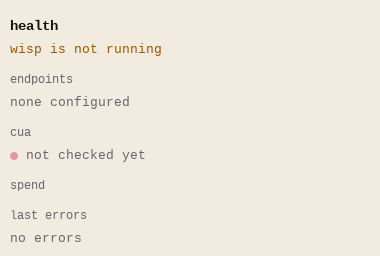 health
wisp is not running
endpoints
none configured
cua
not checked yet
spend
last errors
no errors